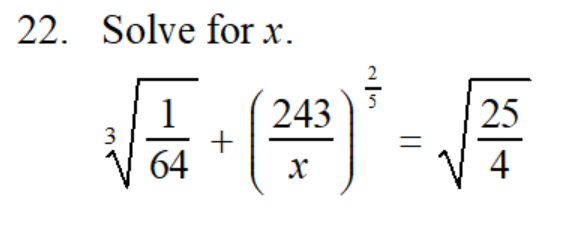 22. Solve for x.
∛(1/64) + (243/x)^(2/5) = √(25/4)